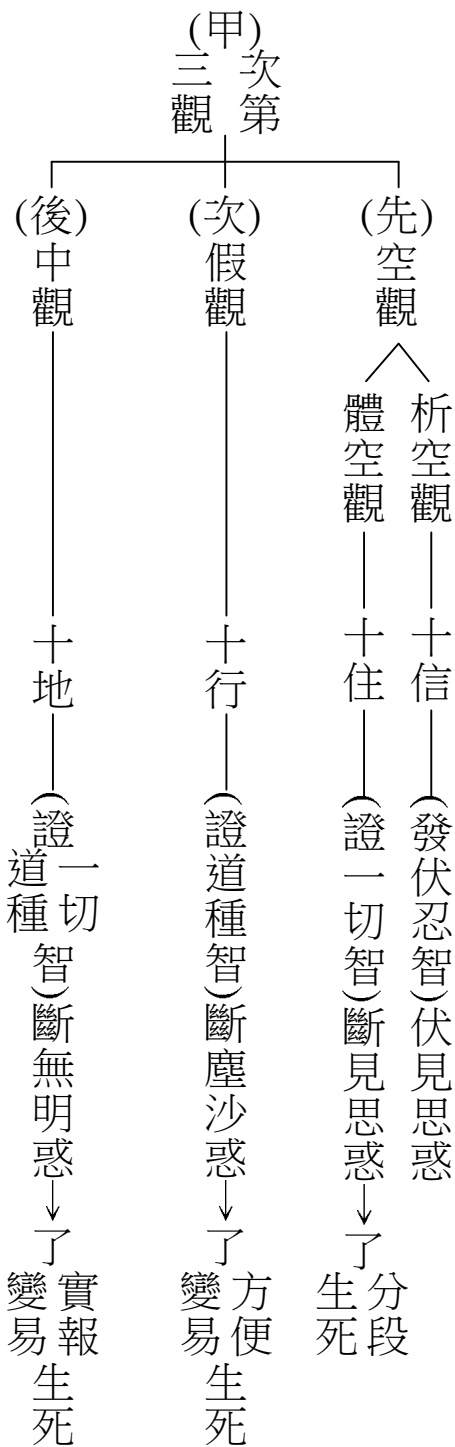 (甲)
次第
三觀
(先)空觀
析空觀
十信
(發伏忍智)伏見思惑
體空觀
十住
(證一切智)斷見思惑
了
分段
生死
(次)假觀
十行
(證道種智)斷塵沙惑
了
方便
變易
生死
(後)中觀
十地
(證
一切
道種
智)斷無明惑
了
實報
變易
生死